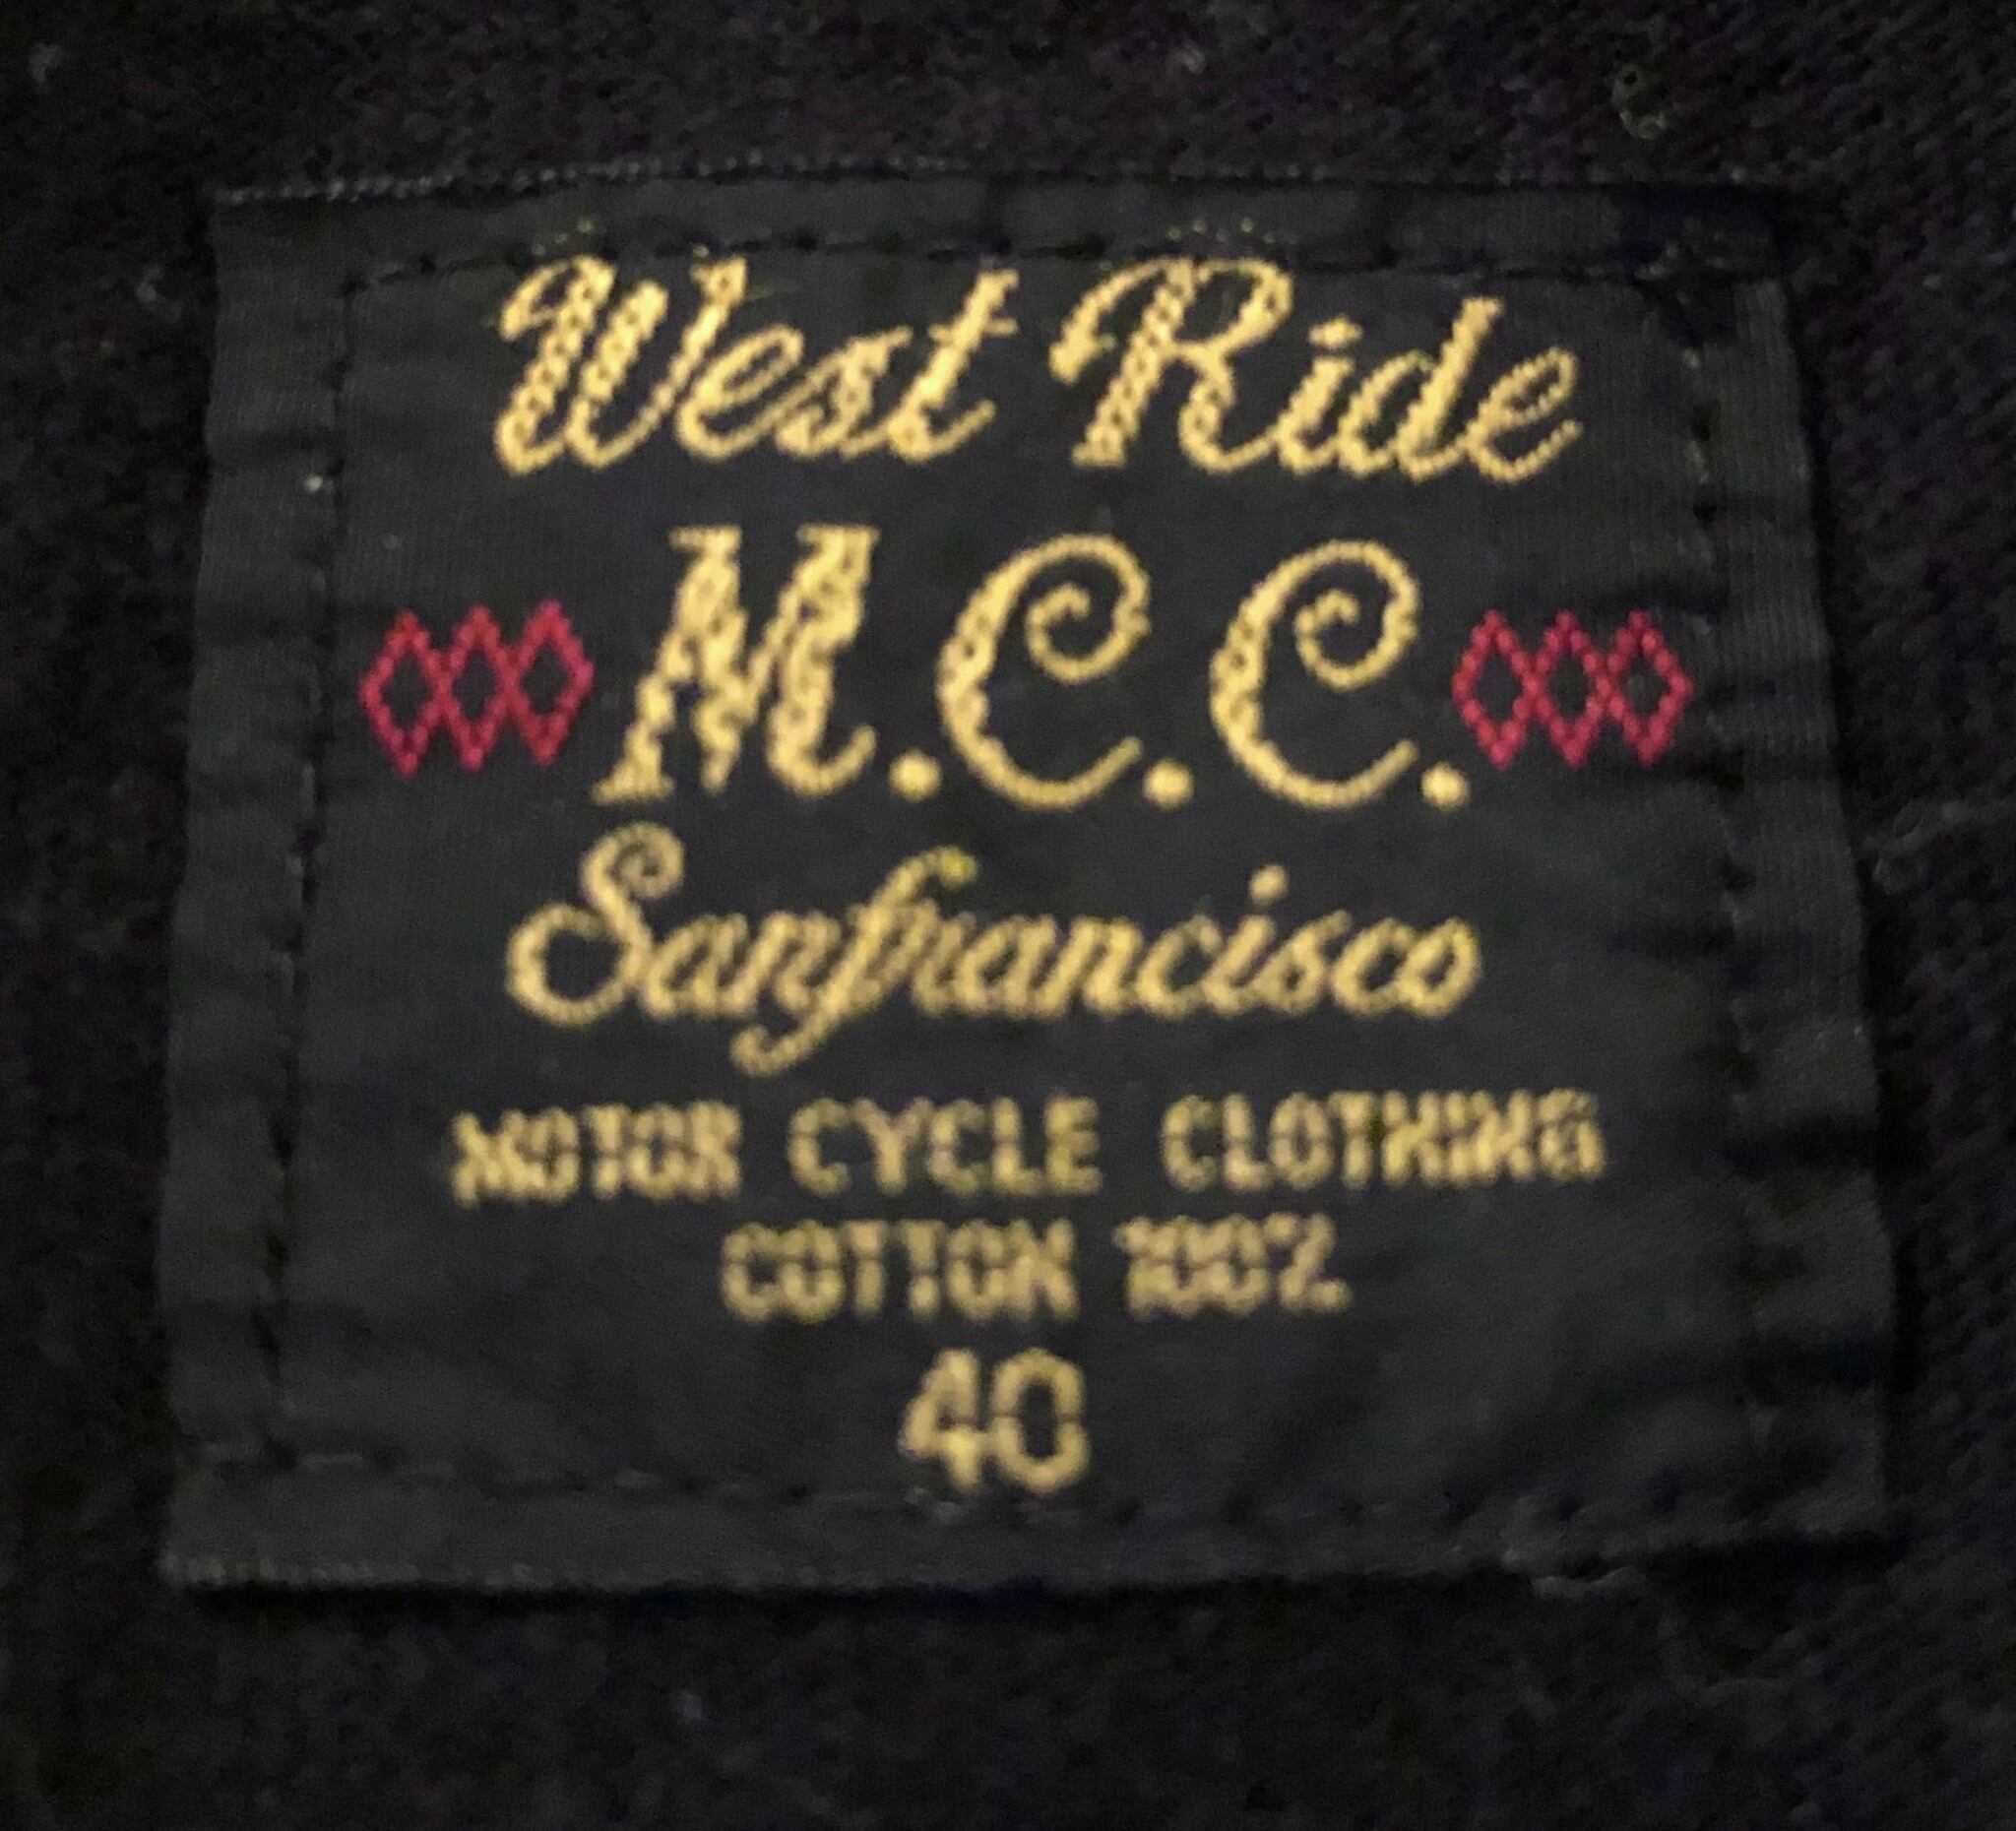 West Ride
M.C.C.
Sanfrancisco
MOTOR CYCLE CLOTHING
COTTON 100%
40